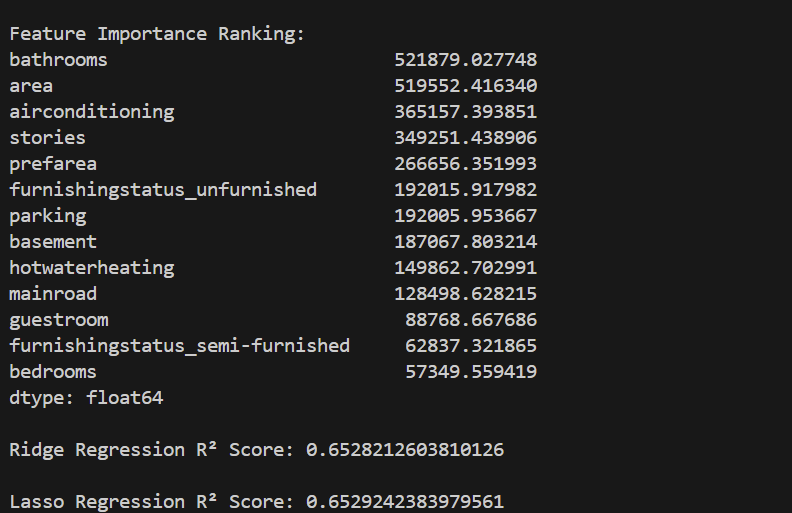 Feature Importance Ranking:
bathrooms                          521879.027748
area                               519552.416340
airconditioning                    365157.393851
stories                            349251.438906
prefarea                           266656.351993
furnishingstatus_unfurnished       192015.917982
parking                            192005.953667
basement                           187067.803214
hotwaterheating                    149862.702991
mainroad                           128498.628215
guestroom                           88768.667686
furnishingstatus_semi-furnished     62837.321865
bedrooms                            57349.559419
dtype: float64
Ridge Regression R² Score: 0.6528212603810126
Lasso Regression R² Score: 0.6529242383979561